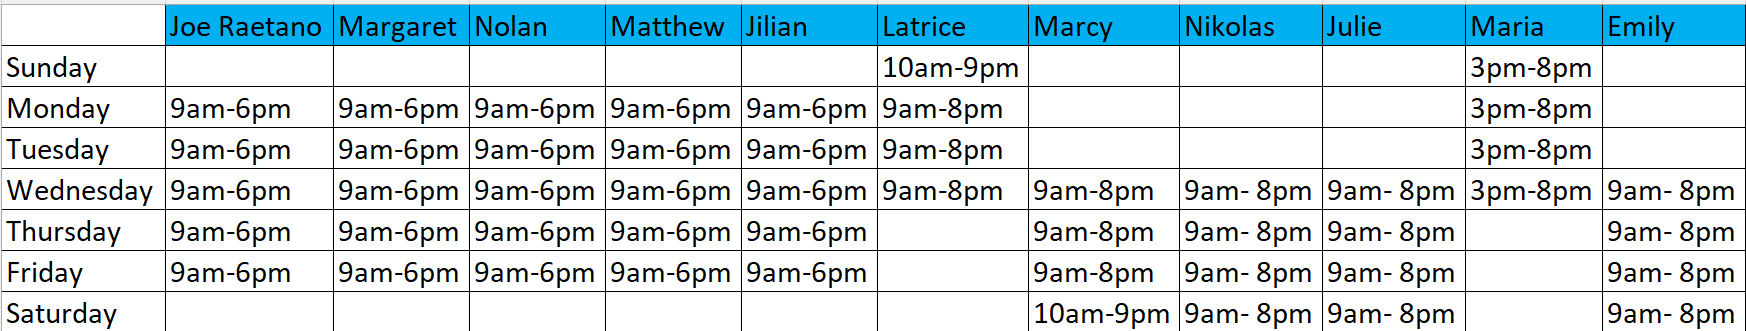 Joe Raetano Margaret Nolan Matthew Jilian Latrice Marcy Nikolas Julie Maria Emily
Sunday 10am-9pm 3pm-8pm
Monday 9am-6pm 9am-6pm 9am-6pm 9am-6pm 9am-6pm 9am-8pm 3pm-8pm
Tuesday 9am-6pm 9am-6pm 9am-6pm 9am-6pm 9am-6pm 9am-8pm 3pm-8pm
Wednesday 9am-6pm 9am-6pm 9am-6pm 9am-6pm 9am-6pm 9am-8pm 9am-8pm 9am- 8pm 9am- 8pm 3pm-8pm 9am- 8pm
Thursday 9am-6pm 9am-6pm 9am-6pm 9am-6pm 9am-6pm 9am-8pm 9am- 8pm 9am- 8pm 9am- 8pm
Friday 9am-6pm 9am-6pm 9am-6pm 9am-6pm 9am-6pm 9am-8pm 9am- 8pm 9am- 8pm 9am- 8pm
Saturday 10am-9pm 9am- 8pm 9am- 8pm 9am- 8pm